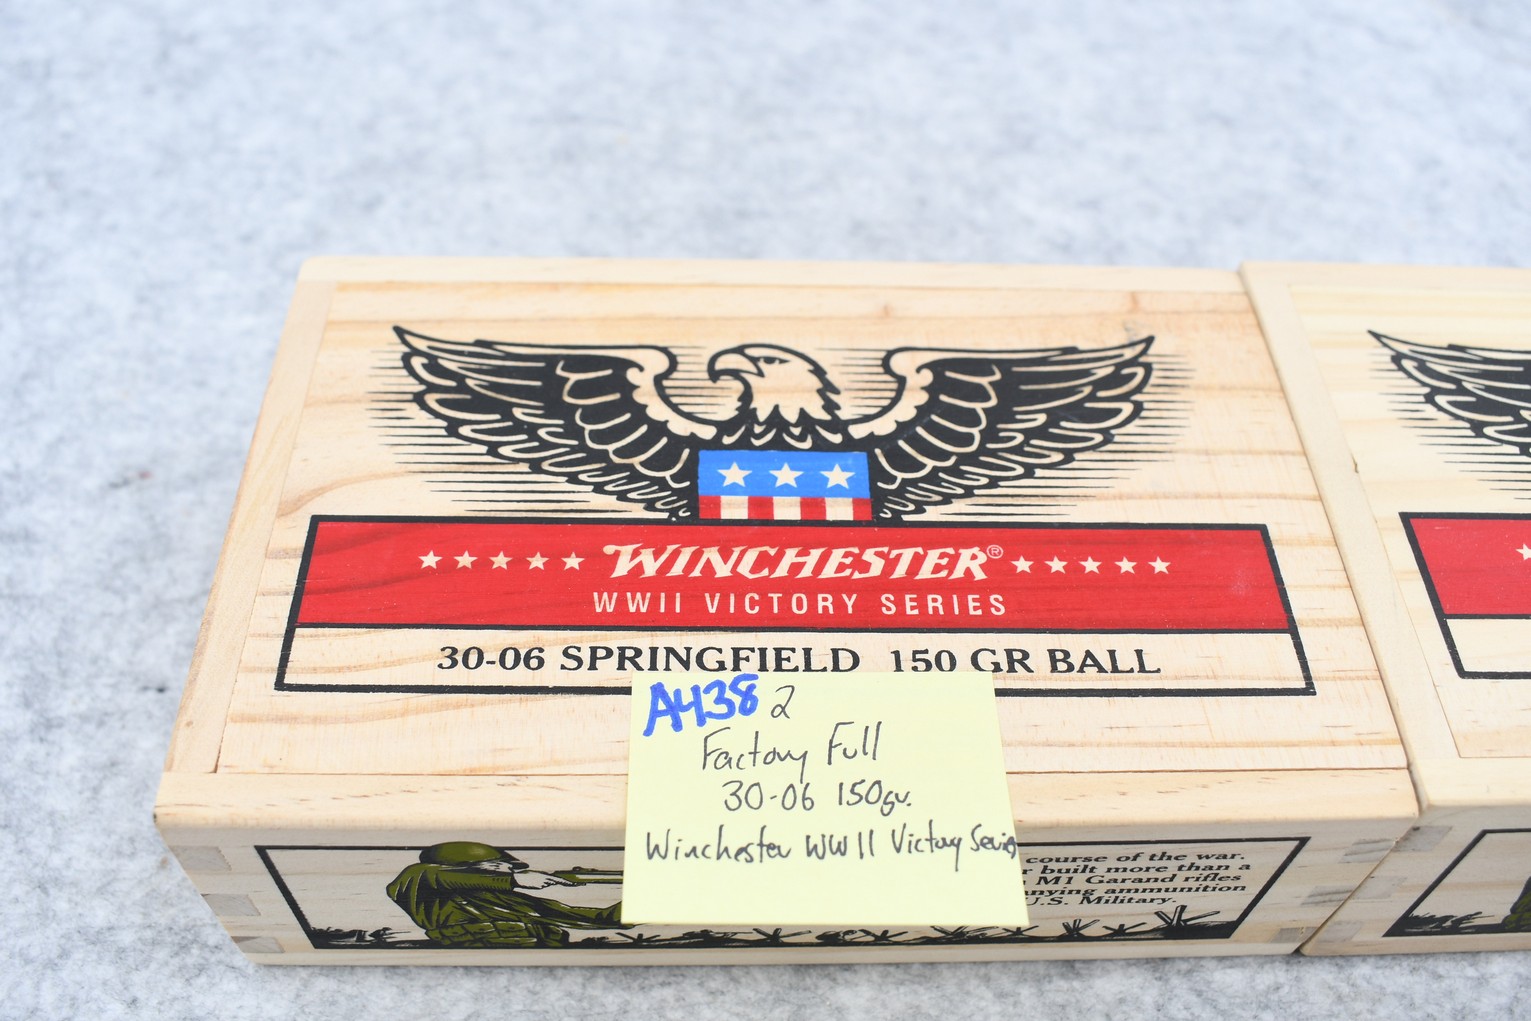 WINCHESTER®
WWII VICTORY SERIES
30-06 SPRINGFIELD 150 GR BALL
A438 2
Factory Full
30-06 150gr.
Winchester WWII Victory Series
course of the war.
built more than a
M1 Garand rifles
ammunition
U.S. Military.